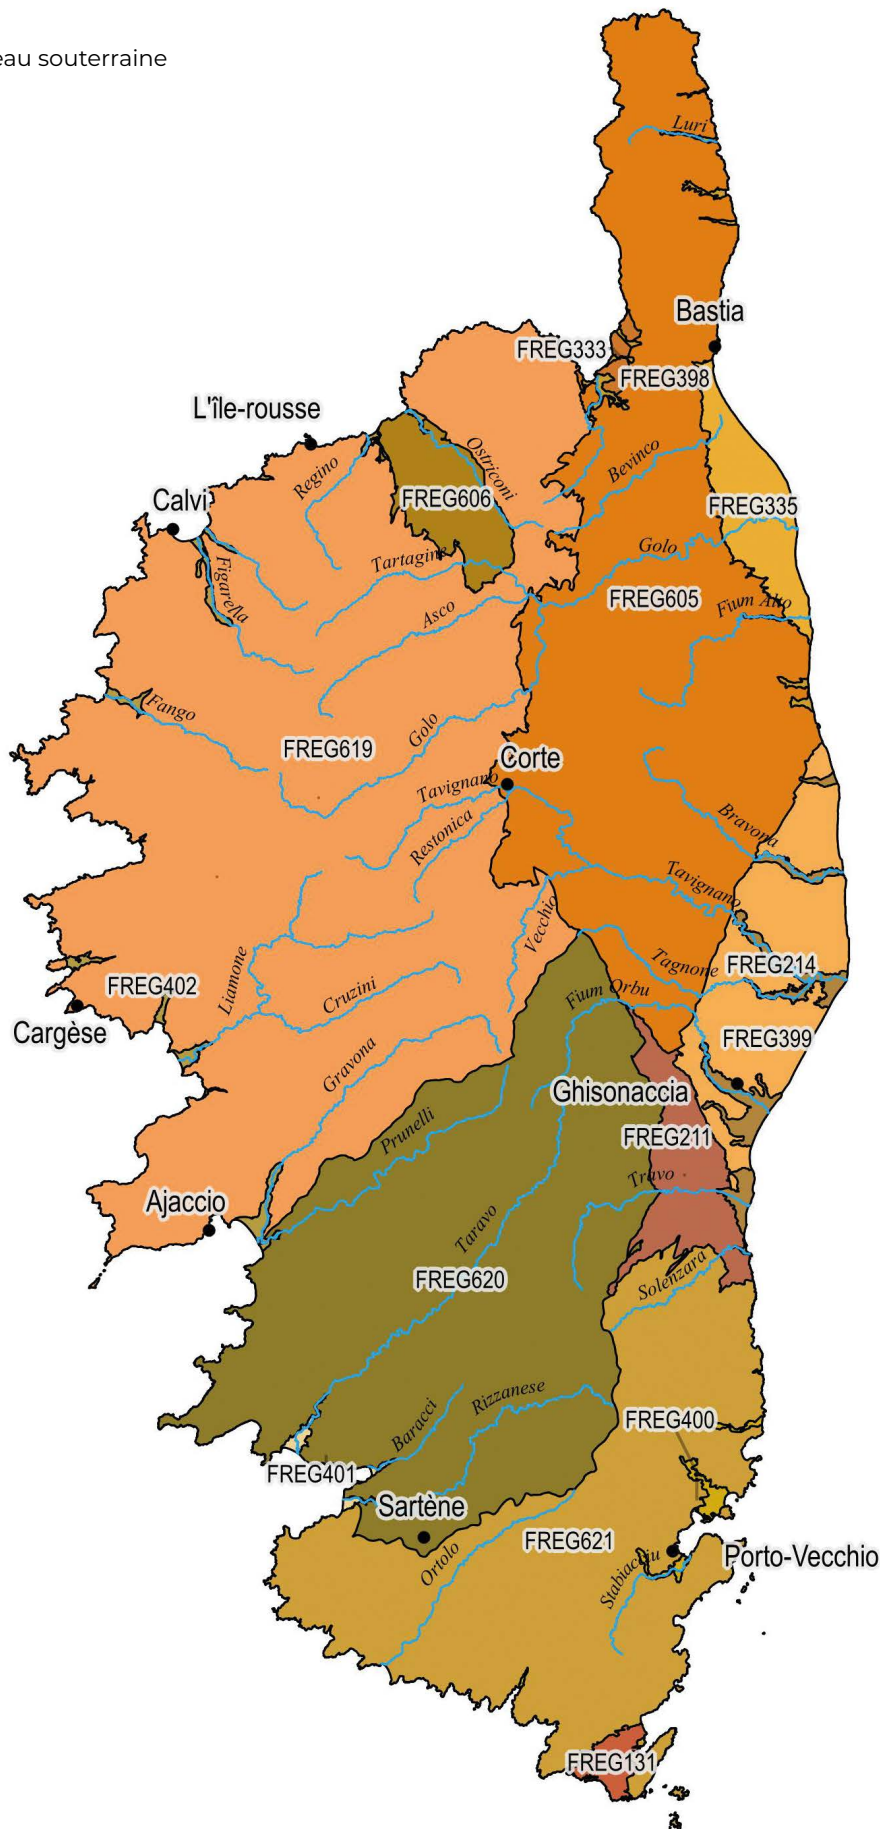 eau souterraine
Luri
Bastia
FREG333
FREG398
L'île-rousse
Ostriconi
Bevinco
Regino
FREG606
Calvi
FREG335
Golo
Tartagine
Figarella
FREG605
Asco
Fium Alto
Fango
Golo
FREG619
Corte
Tavignano
Restonica
Bravona
Tavignano
Vecchio
Tagnone
FREG214
Liamone
FREG402
Cruzini
Fium Orbu
Cargèse
FREG399
Gravona
Ghisonaccia
Prunelli
FREG211
Travo
Ajaccio
Taravo
Solenzara
FREG620
Rizzanese
Baracci
FREG400
FREG401
Sartène
FREG621
Porto-Vecchio
Ortolo
Stabiacciu
FREG131